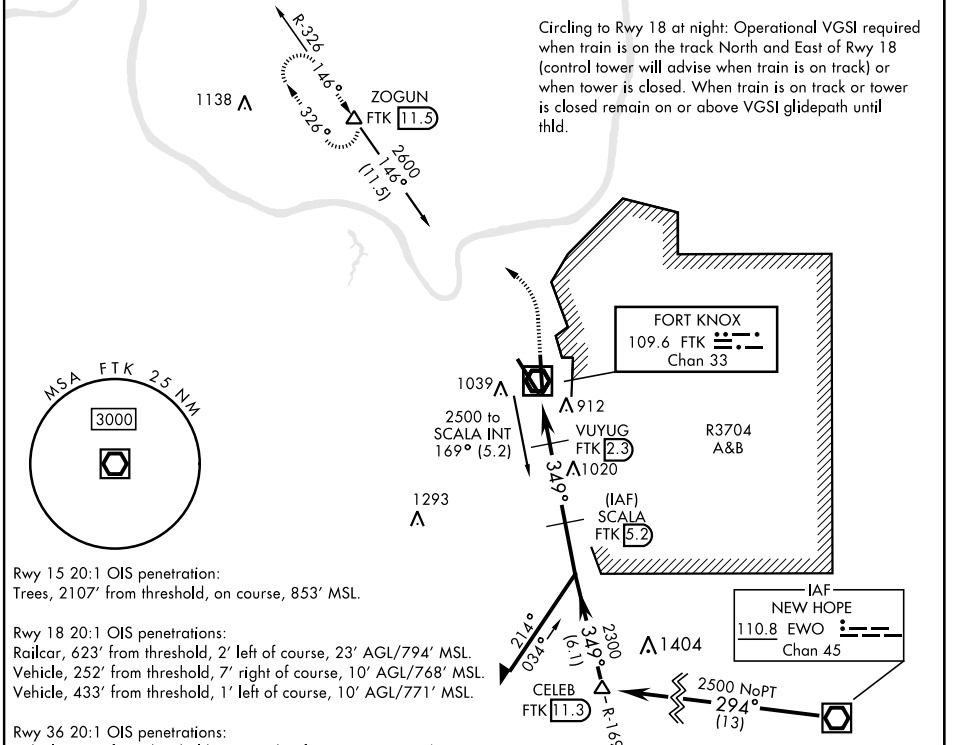 Circling to Rwy 18 at night: Operational VGSI required
when train is on the track North and East of Rwy 18
(control tower will advise when train is on track) or
when tower is closed. When train is on track or tower
is closed remain on or above VGSI glidepath until
thld.
R-326
146°
326°
1138
ZOGUN
FTK 11.5
2600
146°
(11.5)
FORT KNOX
109.6 FTK
Chan 33
MSA FTK 25 NM
3000
1039
912
2500 to
SCALA INT
169° (5.2)
VUYUG
FTK 2.3
1020
R3704
A&B
349°
1293
(IAF)
SCALA
FTK 5.2
Rwy 15 20:1 OIS penetration:
Trees, 2107' from threshold, on course, 853' MSL.
Rwy 18 20:1 OIS penetrations:
Railcar, 623' from threshold, 2' left of course, 23' AGL/794' MSL.
Vehicle, 252' from threshold, 7' right of course, 10' AGL/768' MSL.
Vehicle, 433' from threshold, 1' left of course, 10' AGL/771' MSL.
Rwy 36 20:1 OIS penetrations:
214°
034°
2300
349°
(6.1)
1404
IAF
NEW HOPE
110.8 EWO
Chan 45
CELEB
FTK 11.3
R-169
2500 NoPT
294°
(13)